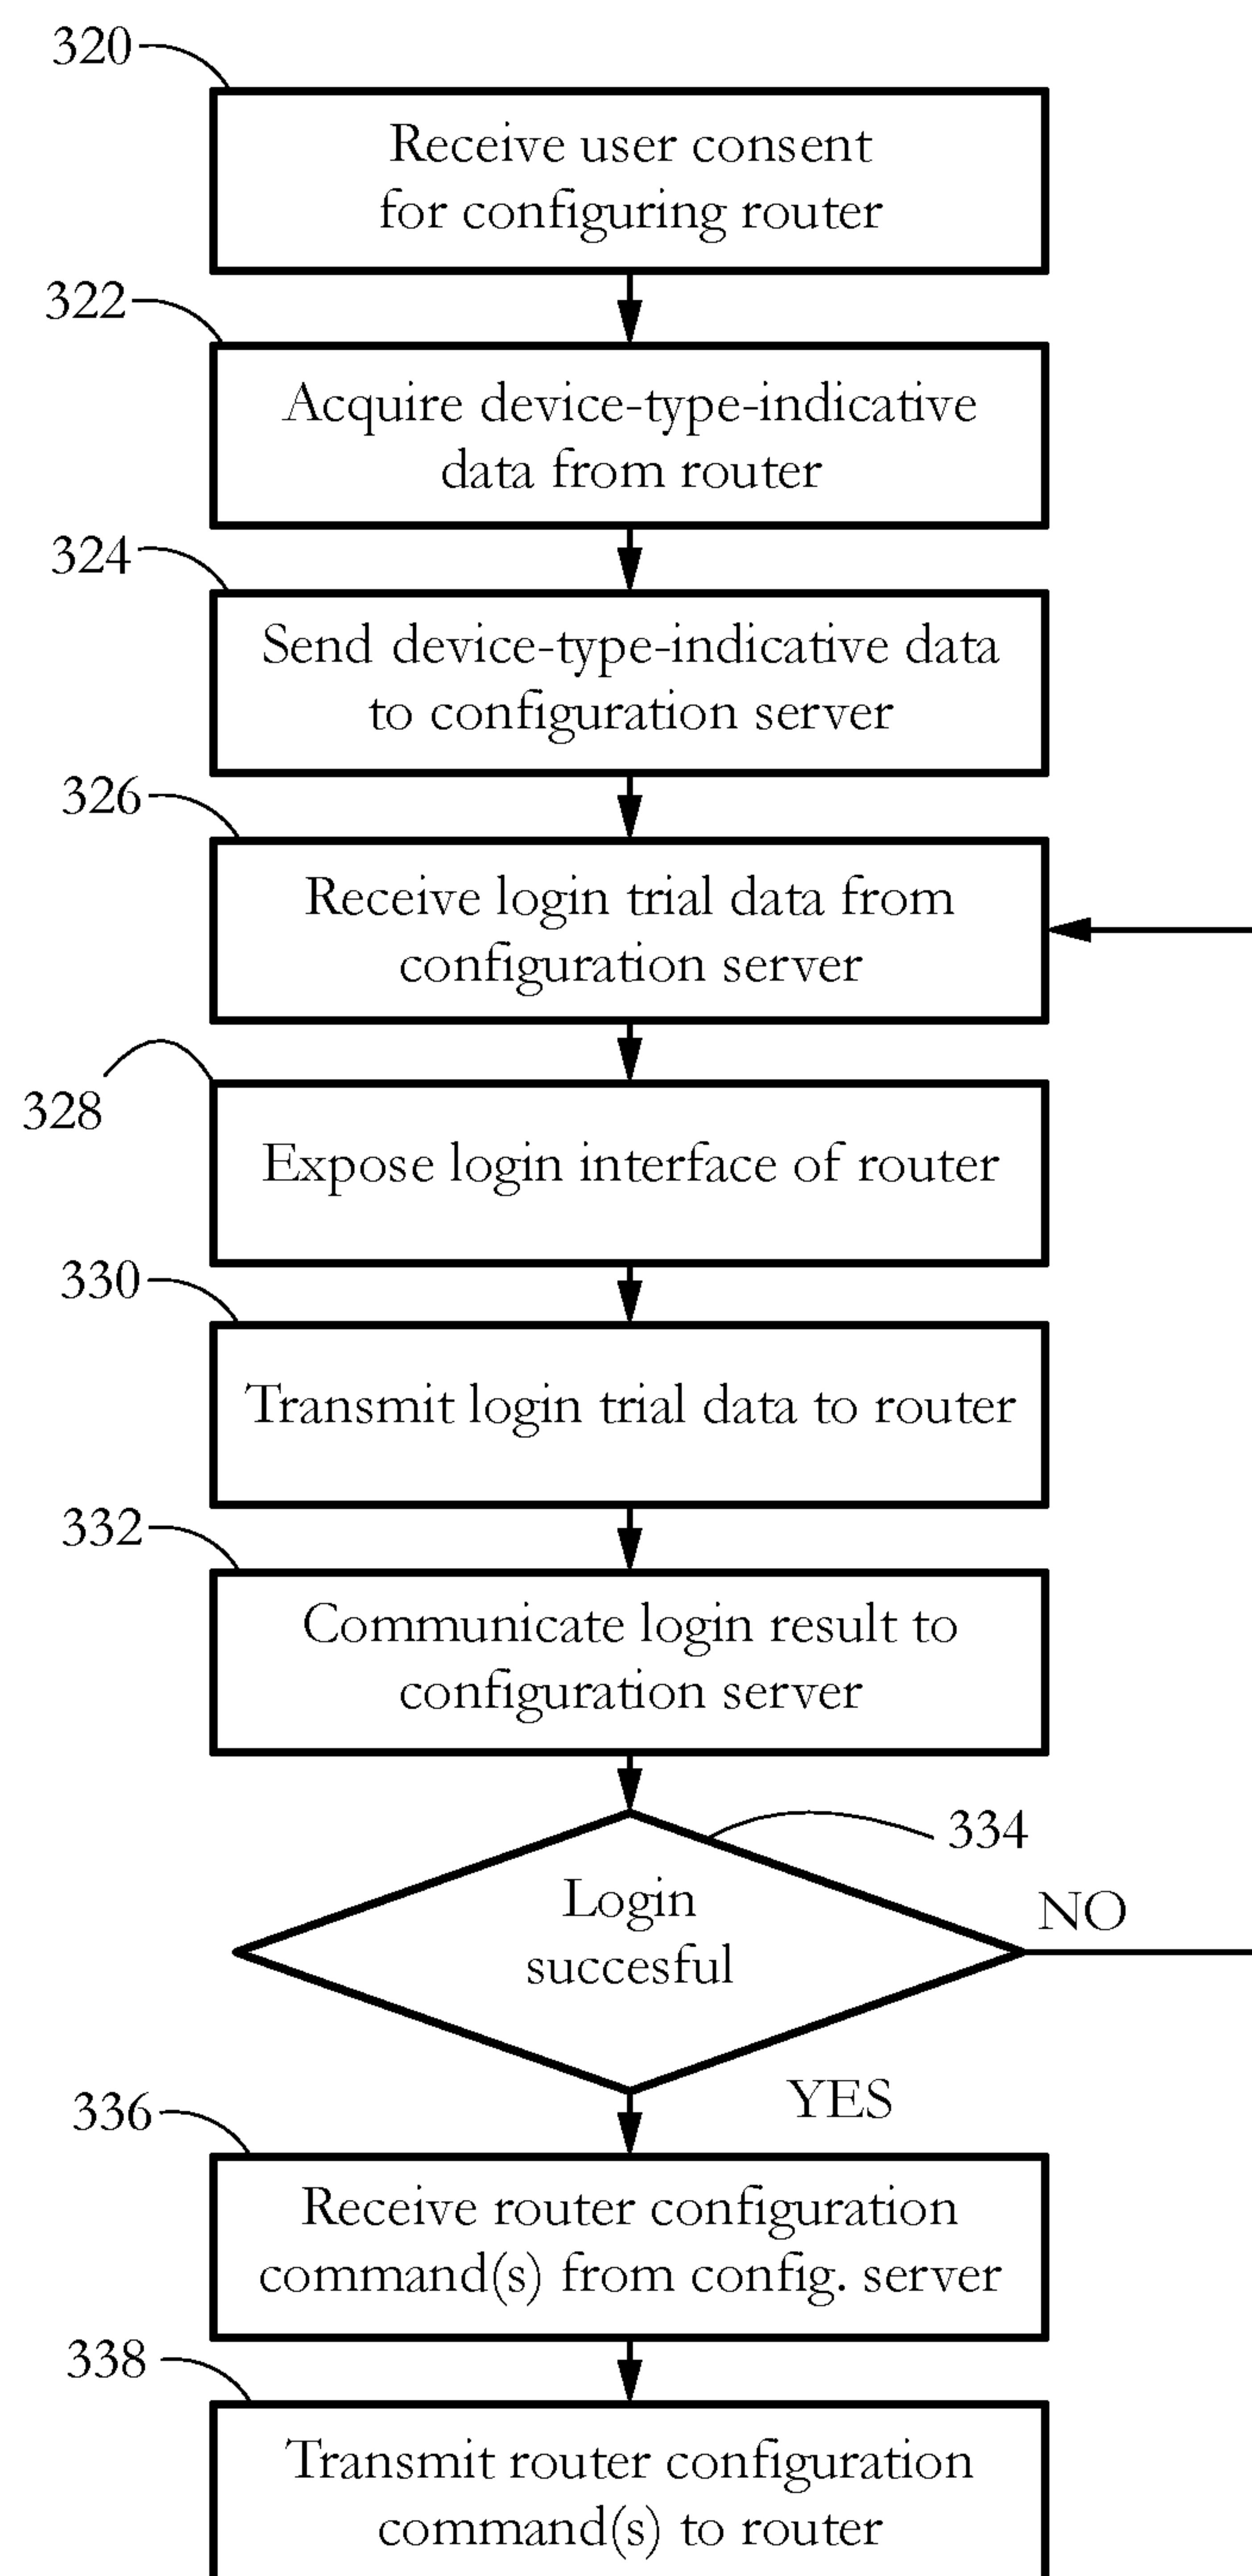 320
Receive user consent
for configuring router
322
Acquire device-type-indicative
data from router
324
Send device-type-indicative data
to configuration server
326
Receive login trial data from
configuration server
328
Expose login interface of router
330
Transmit login trial data to router
332
Communicate login result to
configuration server
334
Login
succesful
NO
YES
336
Receive router configuration
command(s) from config. server
338
Transmit router configuration
command(s) to router